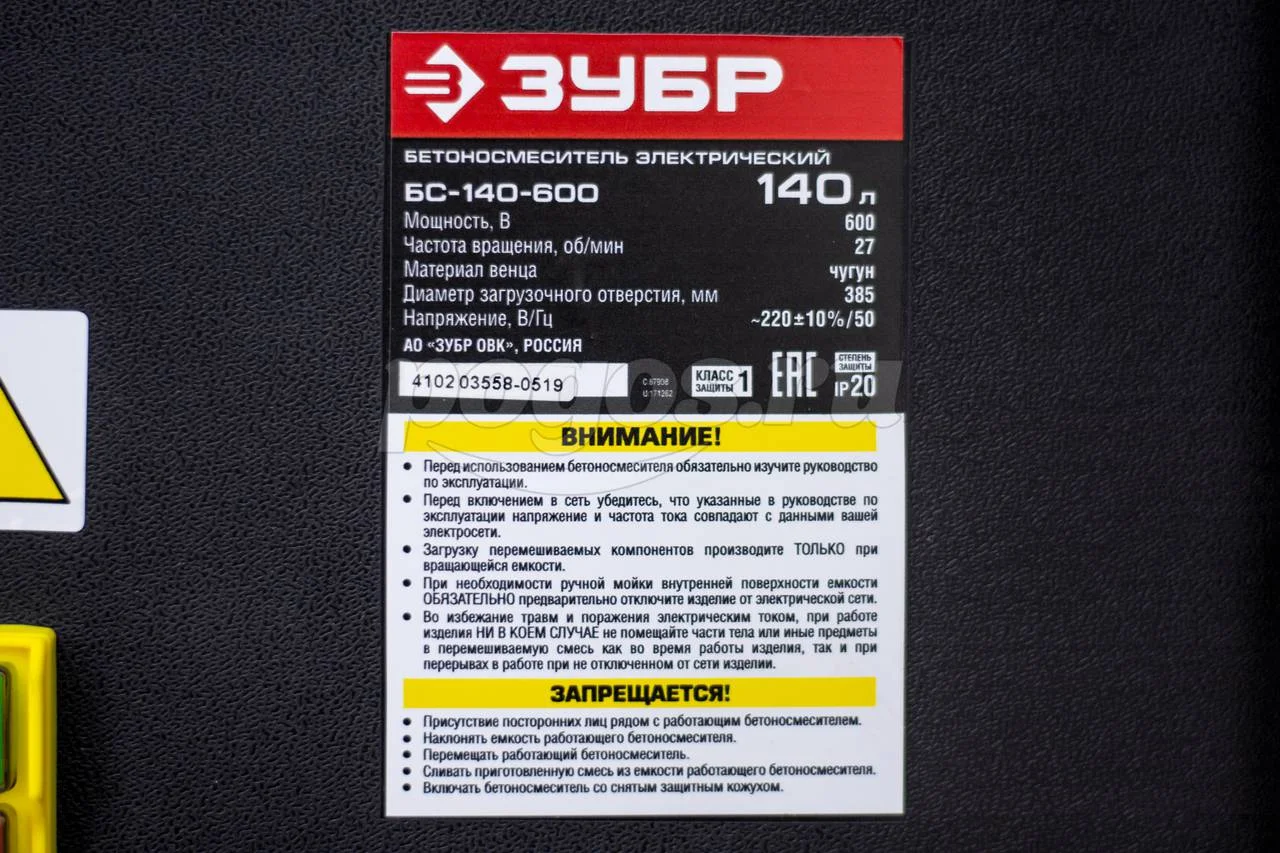 ЗУБР
БЕТОНОСМЕСИТЕЛЬ ЭЛЕКТРИЧЕСКИЙ
БС-140-600 140 л
Мощность, В 600
Частота вращения, об/мин 27
Материал венца чугун
Диаметр загрузочного отверстия, мм 385
Напряжение, В/Гц ~220±10%/50
АО «ЗУБР ОВК», РОССИЯ
410203558-0519
КЛАСС ЗАЩИТЫ 1
EAC
СТЕПЕНЬ
ЗАЩИТЫ
IP20
pogos.ru
ВНИМАНИЕ!
• Перед использованием бетоносмесителя обязательно изучите руководство
по эксплуатации.
• Перед включением в сеть убедитесь, что указанные в руководстве по
эксплуатации напряжение и частота тока совпадают с данными вашей
электросети.
• Загрузку перемешиваемых компонентов производите ТОЛЬКО при
вращающейся емкости.
• При необходимости ручной мойки внутренней поверхности емкости
ОБЯЗАТЕЛЬНО предварительно отключите изделие от электрической сети.
• Во избежание травм и поражения электрическим током, при работе
изделия НИ В КОЕМ СЛУЧАЕ не помещайте части тела или иные предметы
в перемешиваемую смесь как во время работы изделия, так и при
перерывах в работе при не отключенном от сети изделии.
ЗАПРЕЩАЕТСЯ!
• Присутствие посторонних лиц рядом с работающим бетоносмесителем.
• Наклонять емкость работающего бетоносмесителя.
• Перемещать работающий бетоносмеситель.
• Сливать приготовленную смесь из емкости работающего бетоносмесителя.
• Включать бетоносмеситель со снятым защитным кожухом.